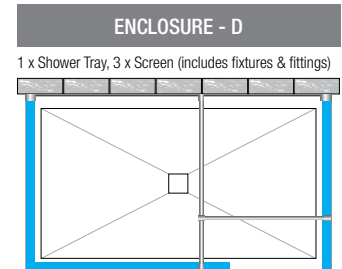 ENCLOSURE - D
1 x Shower Tray, 3 x Screen (includes fixtures & fittings)